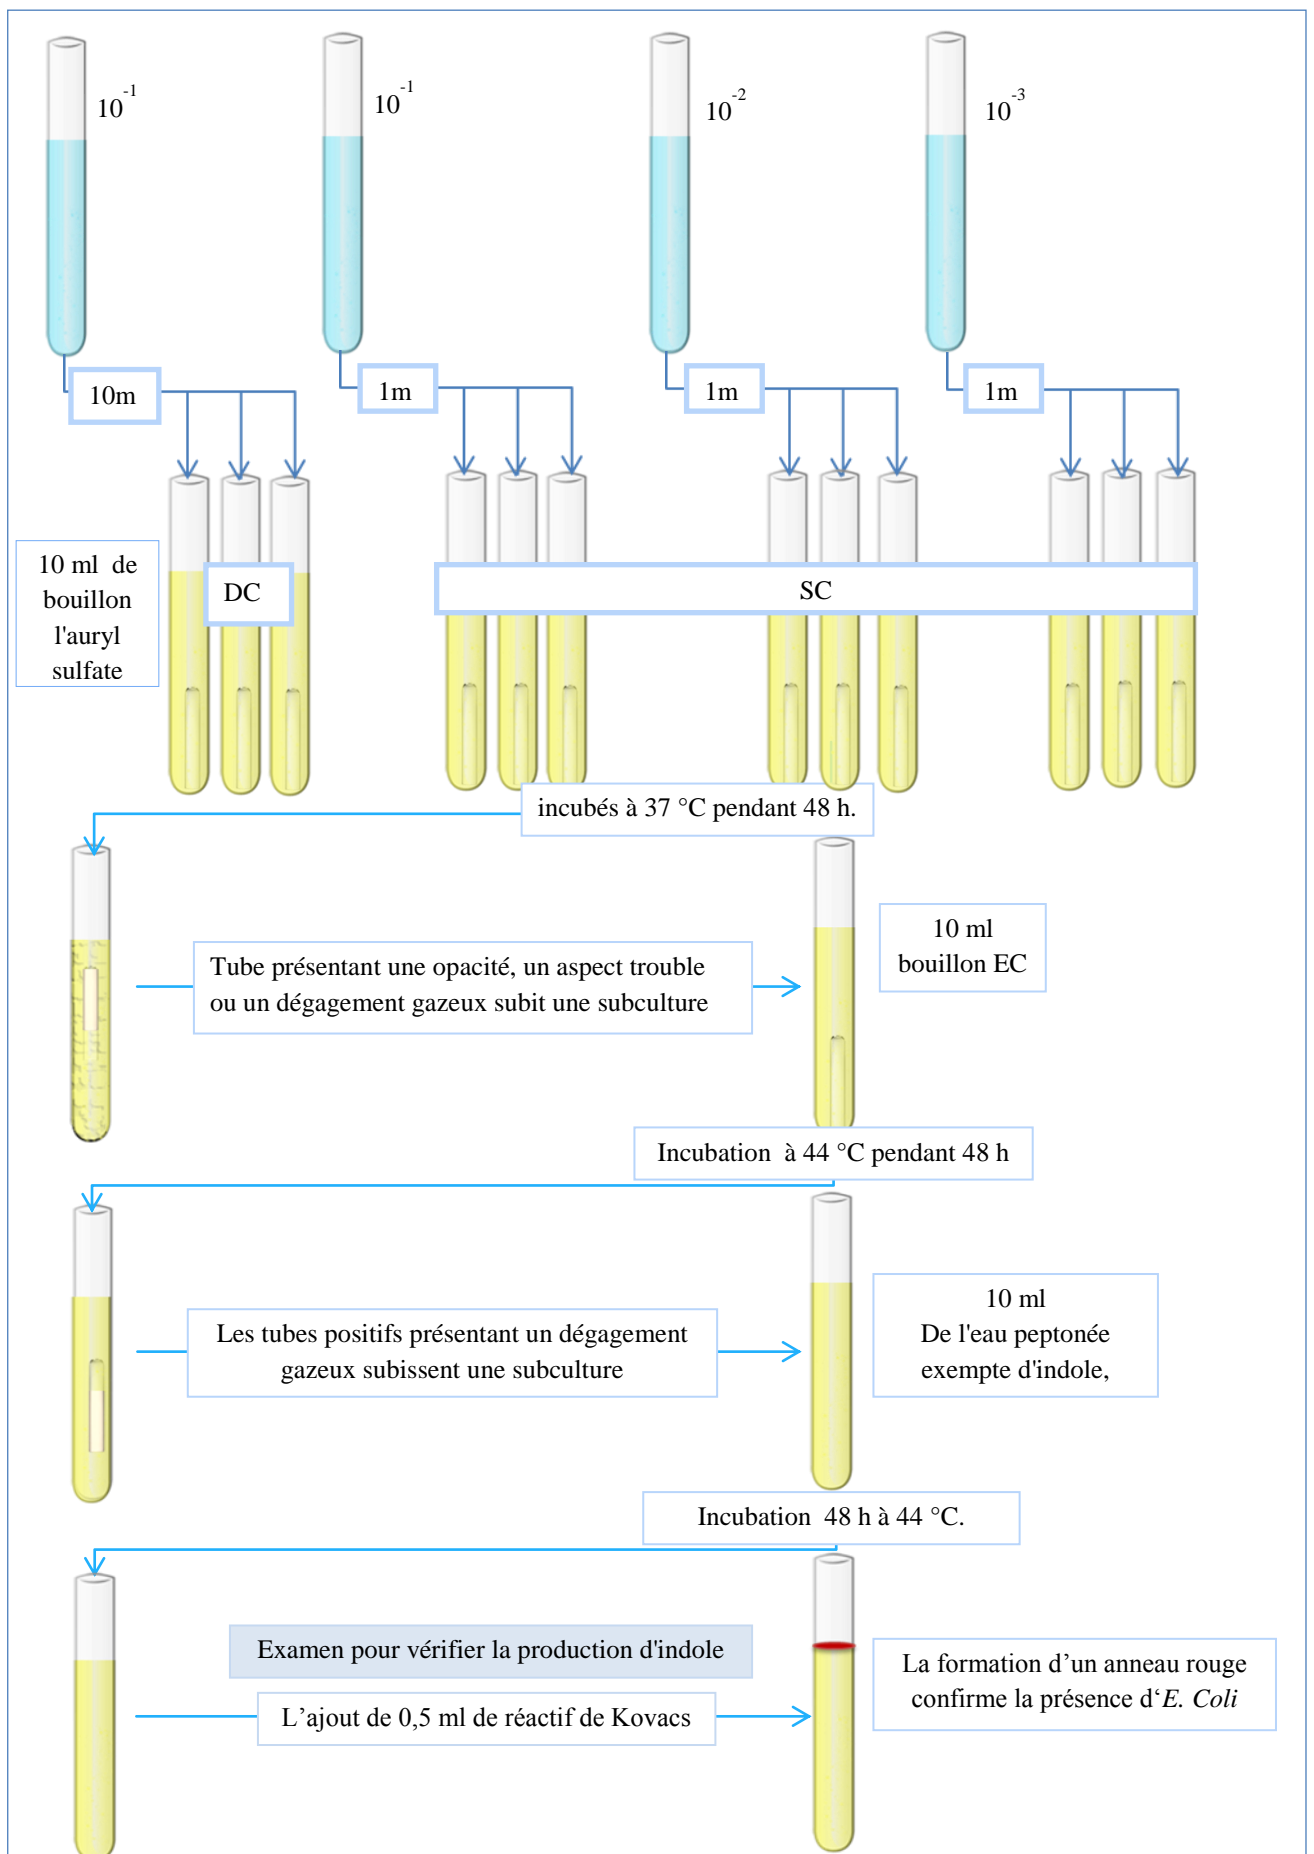 10-1
10-1
10-2
10-3
10m
1m
1m
1m
10 ml de
bouillon
l'auryl
sulfate
DC
SC
incubés à 37 °C pendant 48 h.
Tube présentant une opacité, un aspect trouble
ou un dégagement gazeux subit une subculture
10 ml
bouillon EC
Incubation à 44 °C pendant 48 h
Les tubes positifs présentant un dégagement
gazeux subissent une subculture
10 ml
De l'eau peptonée
exempte d'indole,
Incubation 48 h à 44 °C.
Examen pour vérifier la production d'indole
L’ajout de 0,5 ml de réactif de Kovacs
La formation d’un anneau rouge
confirme la présence d‘E. Coli